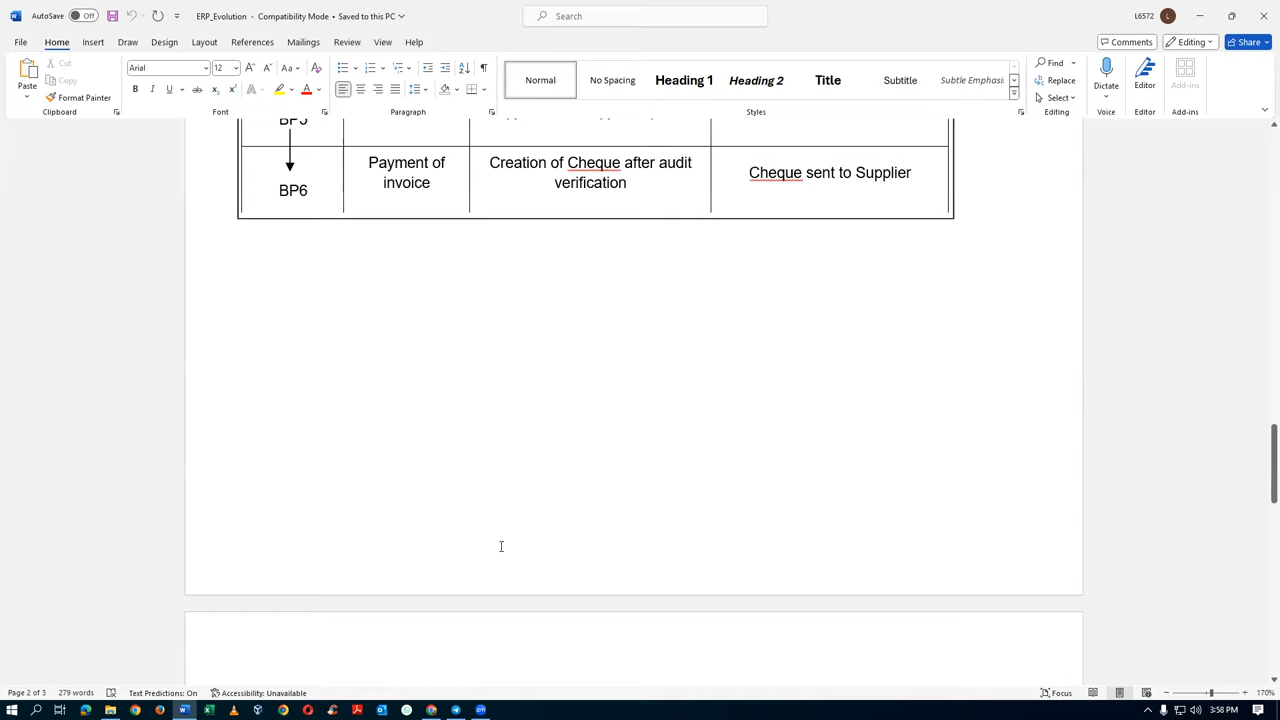 AutoSave Off ERP_Evolution - Compatibility Mode • Saved to this PC Search L6572 L
File Home Insert Draw Design Layout References Mailings Review View Help Comments Editing Share
Paste Cut Copy Format Painter Clipboard
Arial 12 Font
Paragraph
Normal No Spacing Heading 1 Heading 2 Title Subtitle Subtle Emphasis Styles
Find Replace Select Editing
Dictate Voice
Editor Editor
Add-ins Add-ins
BP5
BP6
Payment of
invoice
Creation of Cheque after audit
verification
Cheque sent to Supplier
Page 2 of 3 279 words Text Predictions: On Accessibility: Unavailable Focus 170%
3:58 PM